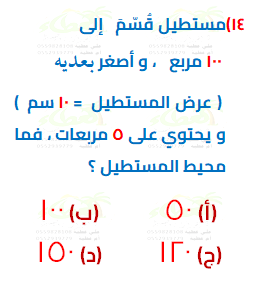 ١٤)مستطيل قُسّمَ إلى
١٠٠ مربع ، و أصغر بعديه
( عرض المستطيل = ١٠ سم )
و يحتوي على ٥ مربعات ، فما
محيط المستطيل ؟
(أ) ٥٠ (ب) ١٠٠
(ج) ١٢٠ (د) ١٥٠